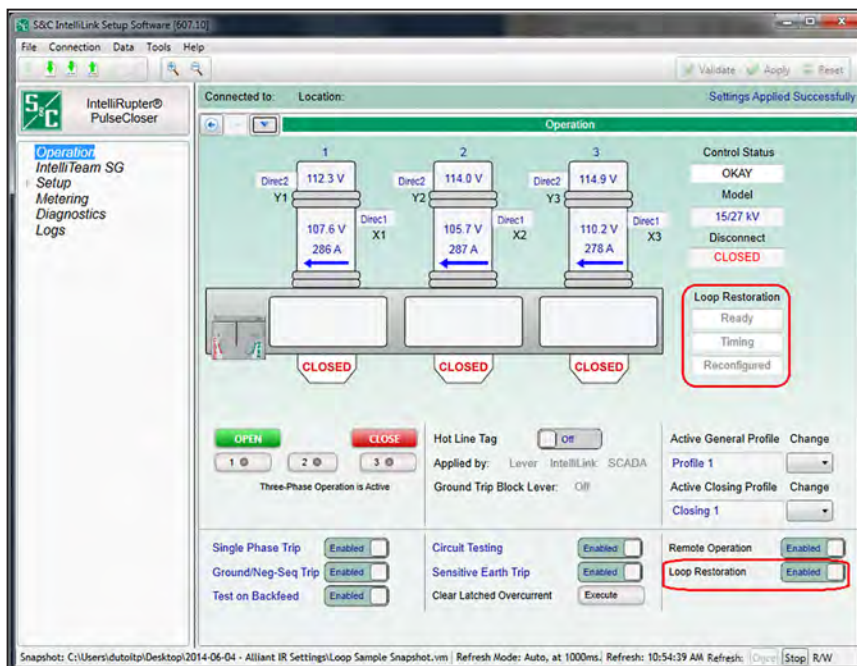 S&C IntelliLink Setup Software [607.10]
File Connection Data Tools Help
Validate Apply Reset
S&C
IntelliRupter®
PulseCloser
Connected to: Location: Settings Applied Successfully
Operation
Operation
IntelliTeam SG
Setup
Metering
Diagnostics
Logs
1 2 3
Direc2 112.3 V Direc2 114.0 V Direc2 114.9 V
Y1 Y2 Y3
107.6 V Direc1 105.7 V Direc1 110.2 V Direc1
286 A X1 287 A X2 278 A X3
Control Status
OKAY
Model
15/27 kV
Disconnect
CLOSED
Loop Restoration
Ready
Timing
Reconfigured
CLOSED CLOSED CLOSED
OPEN CLOSE
1 2 3
Three-Phase Operation is Active
Hot Line Tag Off
Applied by: Lever IntelliLink SCADA
Ground Trip Block Lever: Off
Active General Profile Change
Profile 1
Active Closing Profile Change
Closing 1
Single Phase Trip Enabled
Ground/Neg-Seq Trip Enabled
Test on Backfeed Enabled
Circuit Testing Enabled
Sensitive Earth Trip Enabled
Clear Latched Overcurrent Execute
Remote Operation Enabled
Loop Restoration Enabled
Snapshot: C:\Users\dutoitp\Desktop\2014-06-04 - Alliant IR Settings\Loop Sample Snapshot.vm Refresh Mode: Auto, at 1000ms. Refresh: 10:54:39 AM Refresh: Once Stop R/W